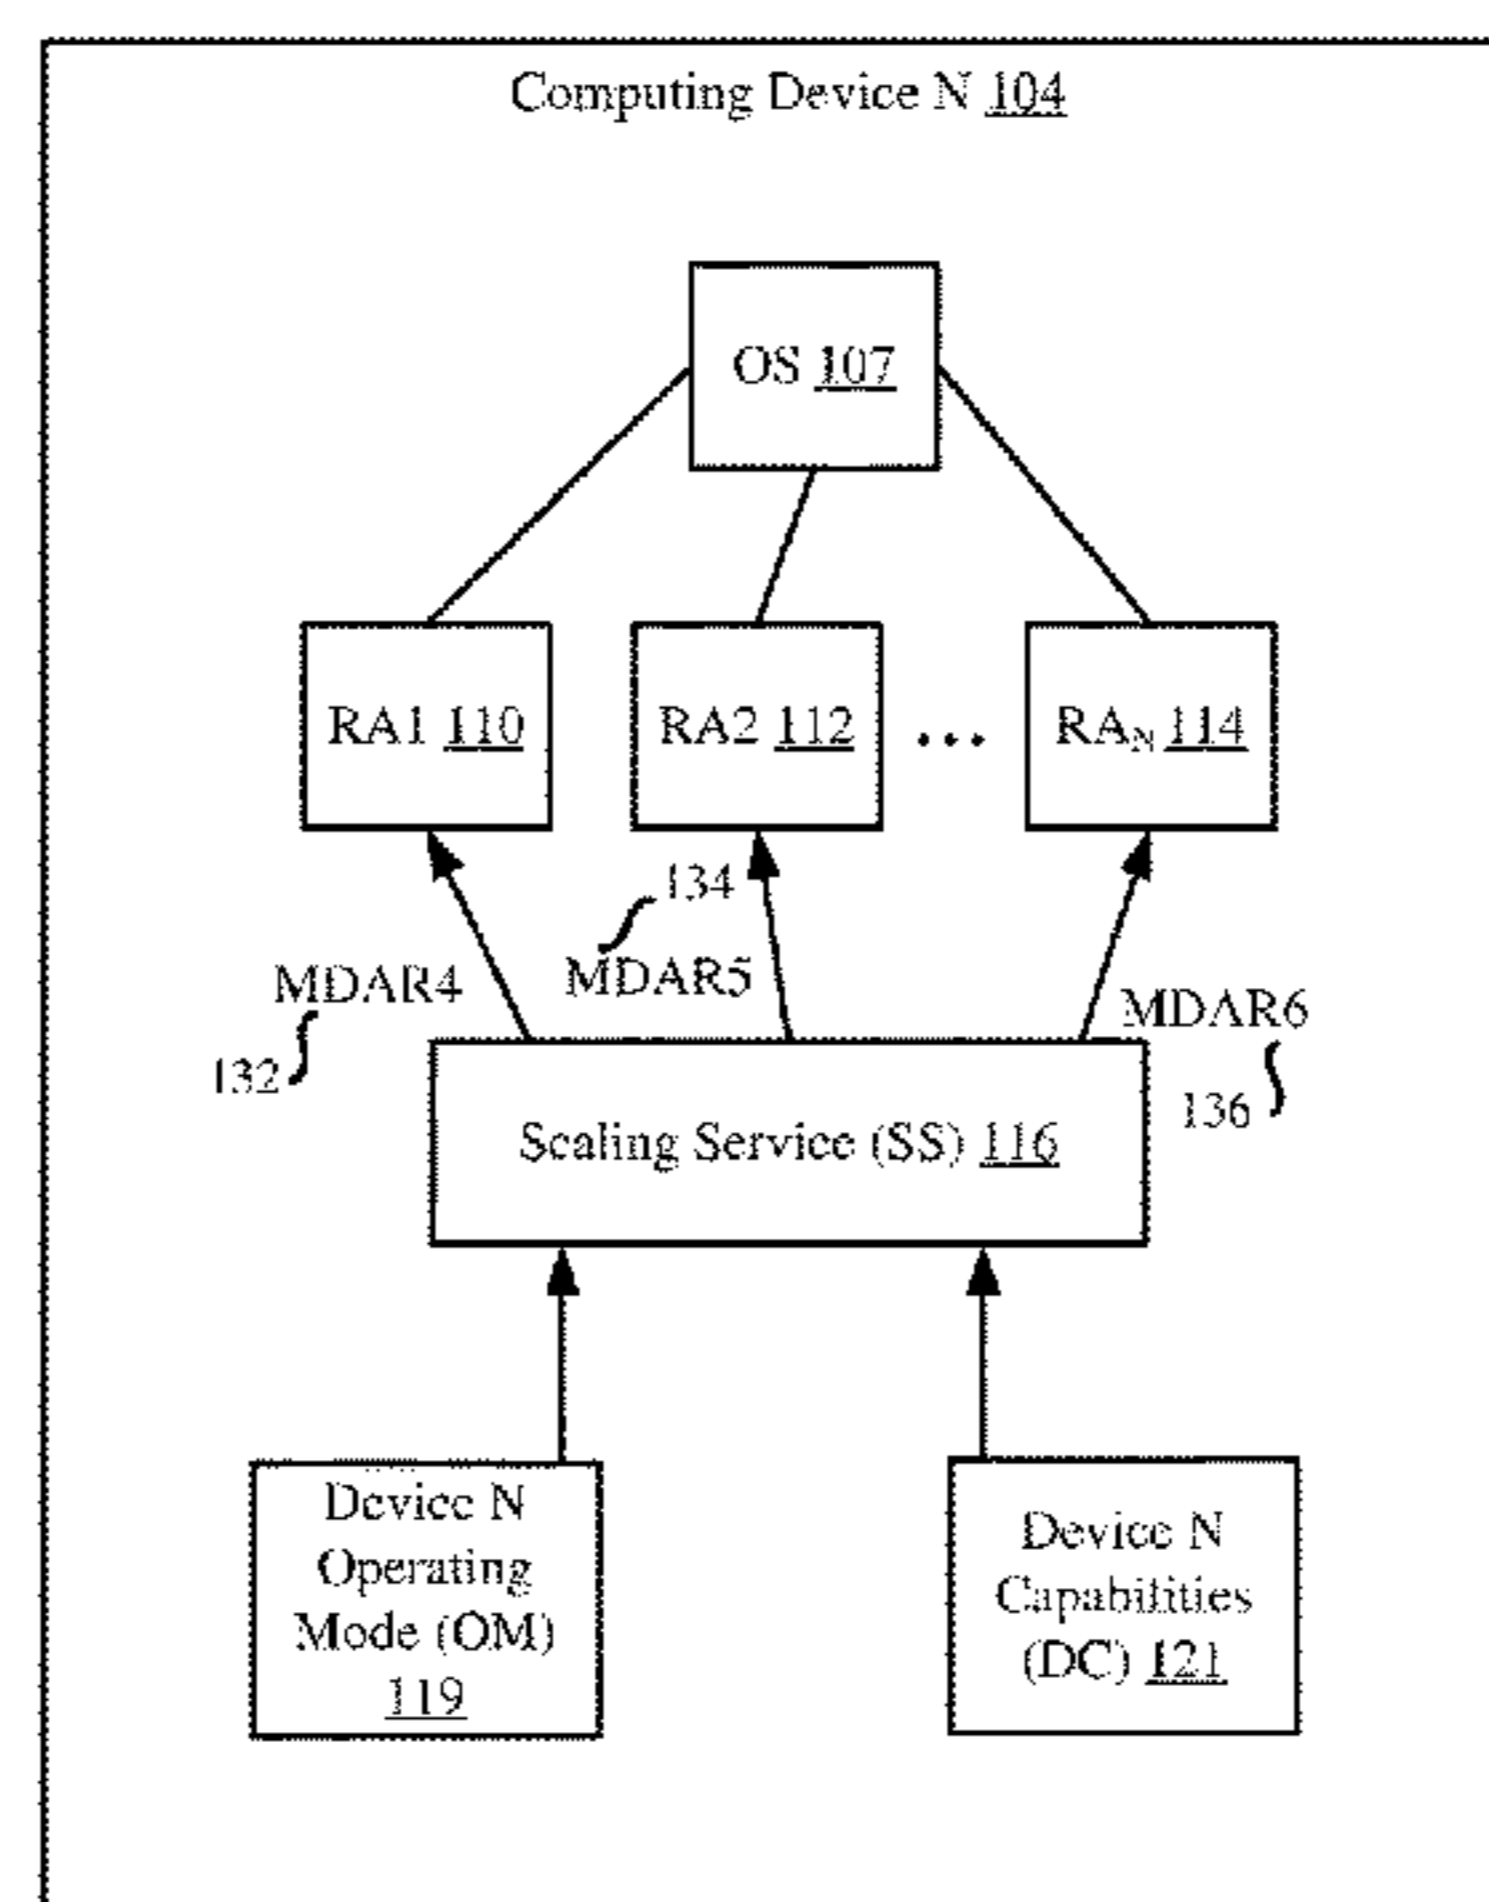 Computing Device N 104
OS 107
RA1 110
RA2 112
...
RAN 114
134
MDAR4
MDAR5
MDAR6
132
136
Scaling Service (SS) 116
Device N
Operating
Mode (OM)
119
Device N
Capabilities
(DC) 121